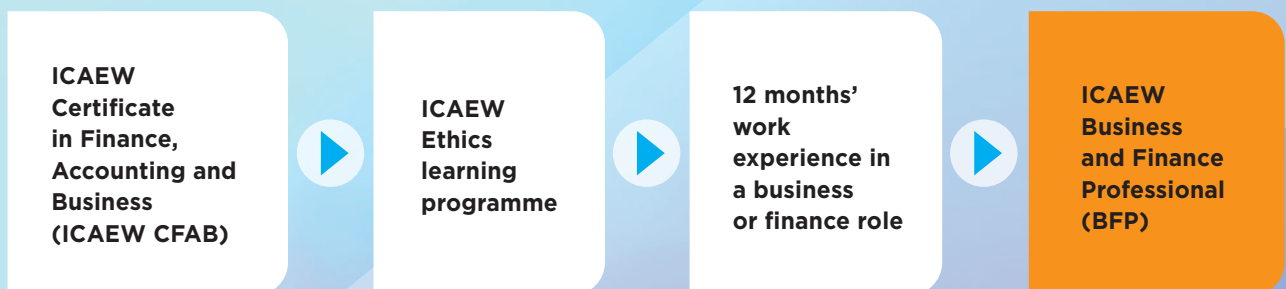 ICAEW
Certificate
in Finance,
Accounting and
Business
(ICAEW CFAB)
ICAEW
Ethics
learning
programme
12 months’
work
experience in
a business
or finance role
ICAEW
Business
and Finance
Professional
(BFP)